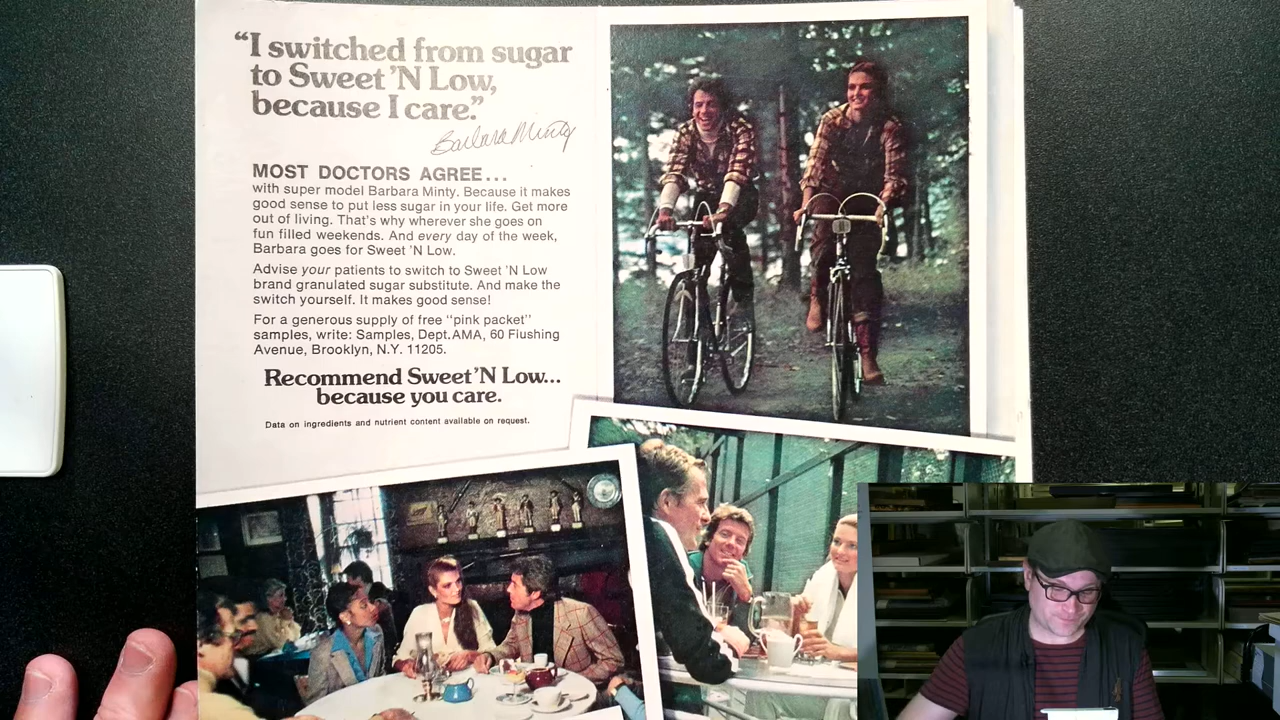 “I switched from sugar
to Sweet ’N Low,
because I care.”
Barbara Minty
MOST DOCTORS AGREE...
with super model Barbara Minty. Because it makes
good sense to put less sugar in your life. Get more
out of living. That’s why wherever she goes on
fun filled weekends. And every day of the week,
Barbara goes for Sweet ’N Low.
Advise your patients to switch to Sweet ’N Low
brand granulated sugar substitute. And make the
switch yourself. It makes good sense!
For a generous supply of free “pink packet”
samples, write: Samples, Dept.AMA, 60 Flushing
Avenue, Brooklyn, N.Y. 11205.
Recommend Sweet ’N Low...
because you care.
Data on ingredients and nutrient content available on request.